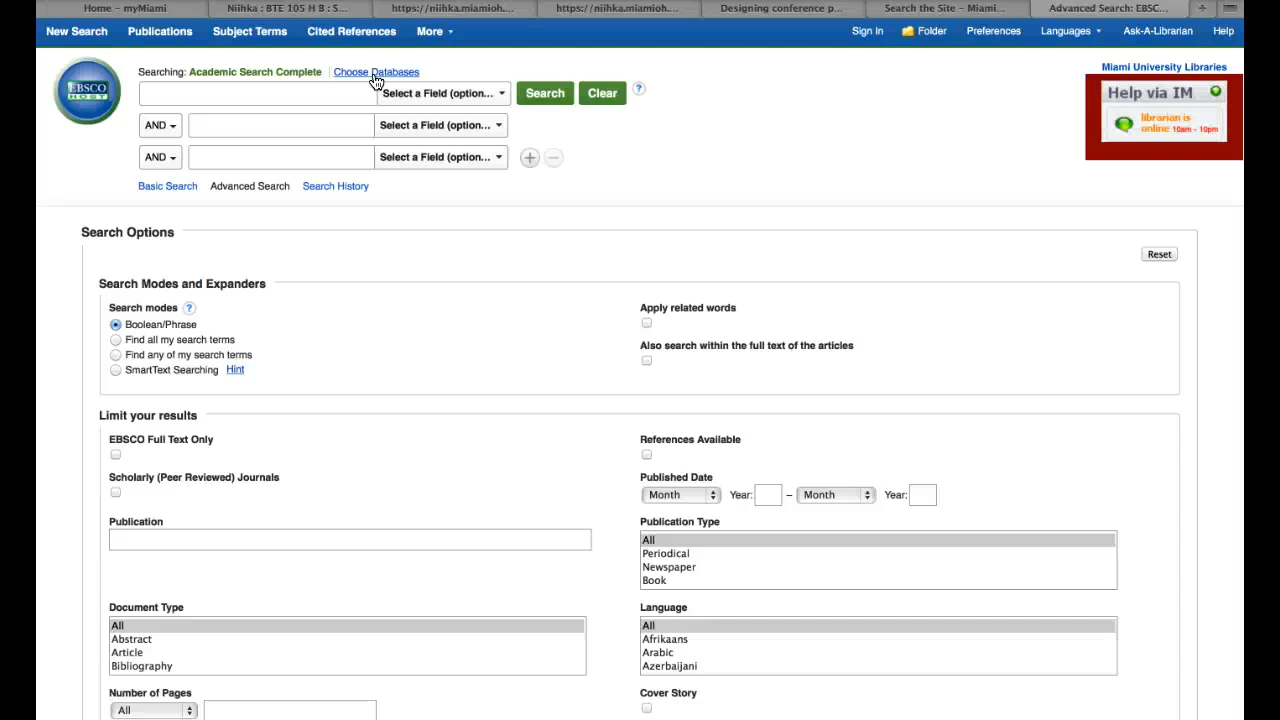 Home – myMiami
Niihka : BTE 105 H B : S...
https://niihka.miamioh....
https://niihka.miamioh....
Designing conference p...
Search the Site – Miami...
Advanced Search: EBSC...
New Search Publications Subject Terms Cited References More
Sign In Folder Preferences Languages Ask-A-Librarian Help
Searching: Academic Search Complete Choose Databases
Miami University Libraries
EBSCO
HOST
Select a Field (option... Search Clear ?
Help via IM
librarian is
online 10am - 10pm
AND Select a Field (option...
AND Select a Field (option...
Basic Search Advanced Search Search History
Search Options
Reset
Search Modes and Expanders
Search modes ?
Boolean/Phrase
Find all my search terms
Find any of my search terms
SmartText Searching Hint
Apply related words
Also search within the full text of the articles
Limit your results
EBSCO Full Text Only
References Available
Scholarly (Peer Reviewed) Journals
Published Date
Month Year: – Month Year:
Publication
Publication Type
All
Periodical
Newspaper
Book
Document Type
All
Abstract
Article
Bibliography
Language
All
Afrikaans
Arabic
Azerbaijani
Number of Pages
All
Cover Story